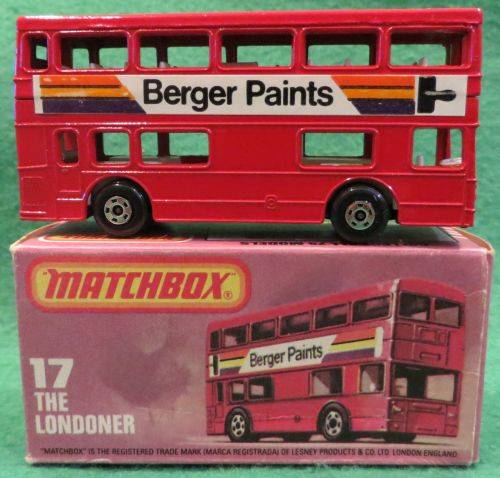 Berger Paints
MATCHBOX®
17
THE
LONDONER
Berger Paints
"MATCHBOX" IS THE REGISTERED TRADE MARK (MARCA REGISTRADA) OF LESNEY PRODUCTS & CO. LTD. LONDON ENGLAND